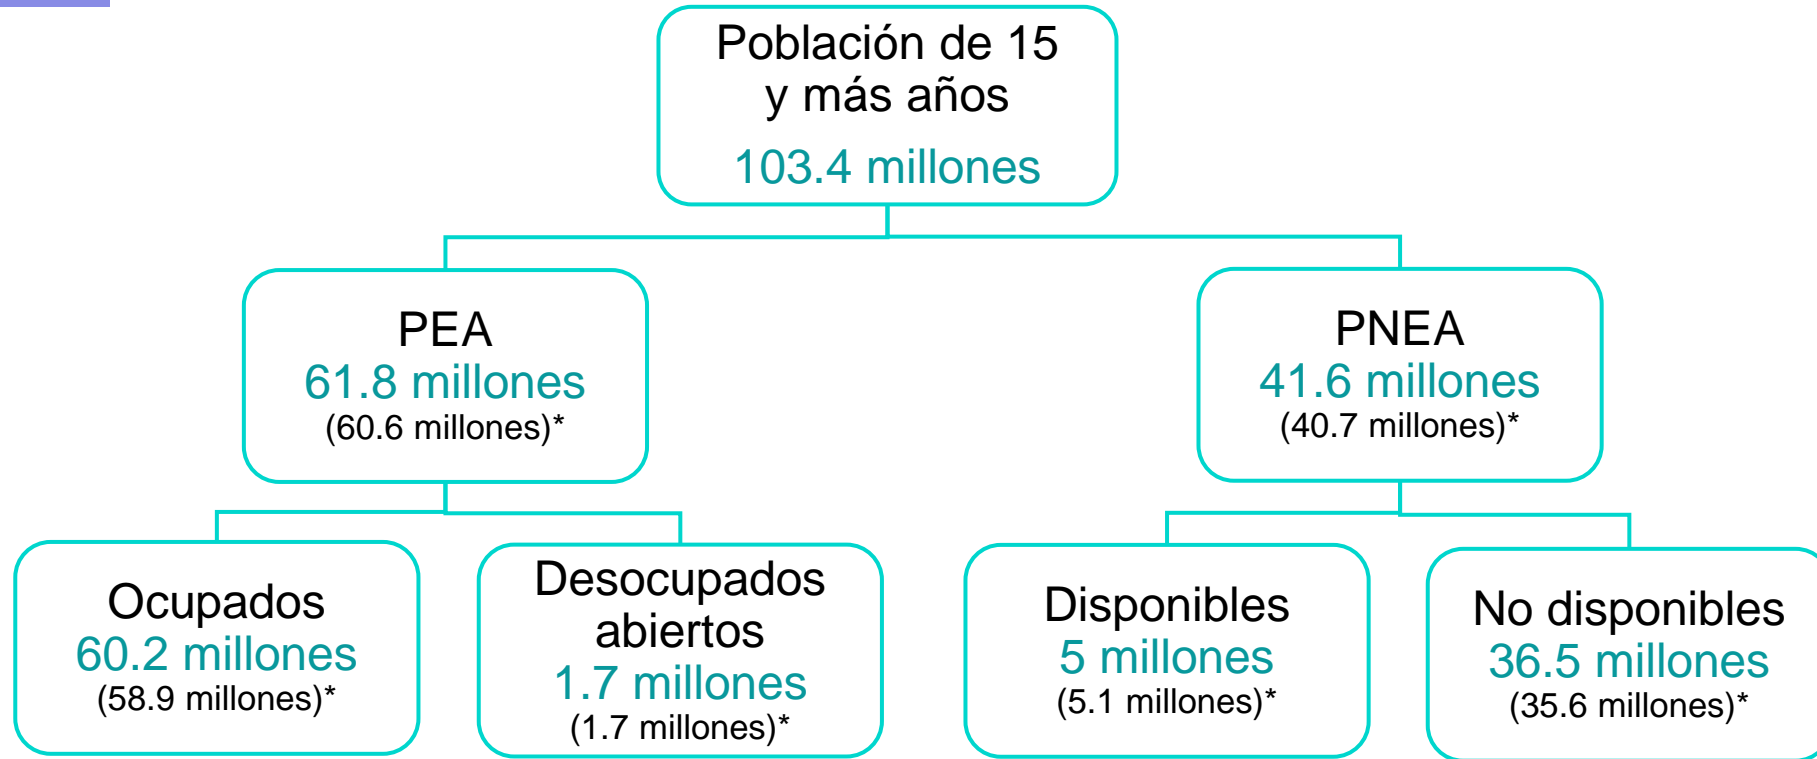 Población de 15
y más años
103.4 millones
PEA
61.8 millones
(60.6 millones)*
PNEA
41.6 millones
(40.7 millones)*
Ocupados
60.2 millones
(58.9 millones)*
Desocupados
abiertos
1.7 millones
(1.7 millones)*
Disponibles
5 millones
(5.1 millones)*
No disponibles
36.5 millones
(35.6 millones)*